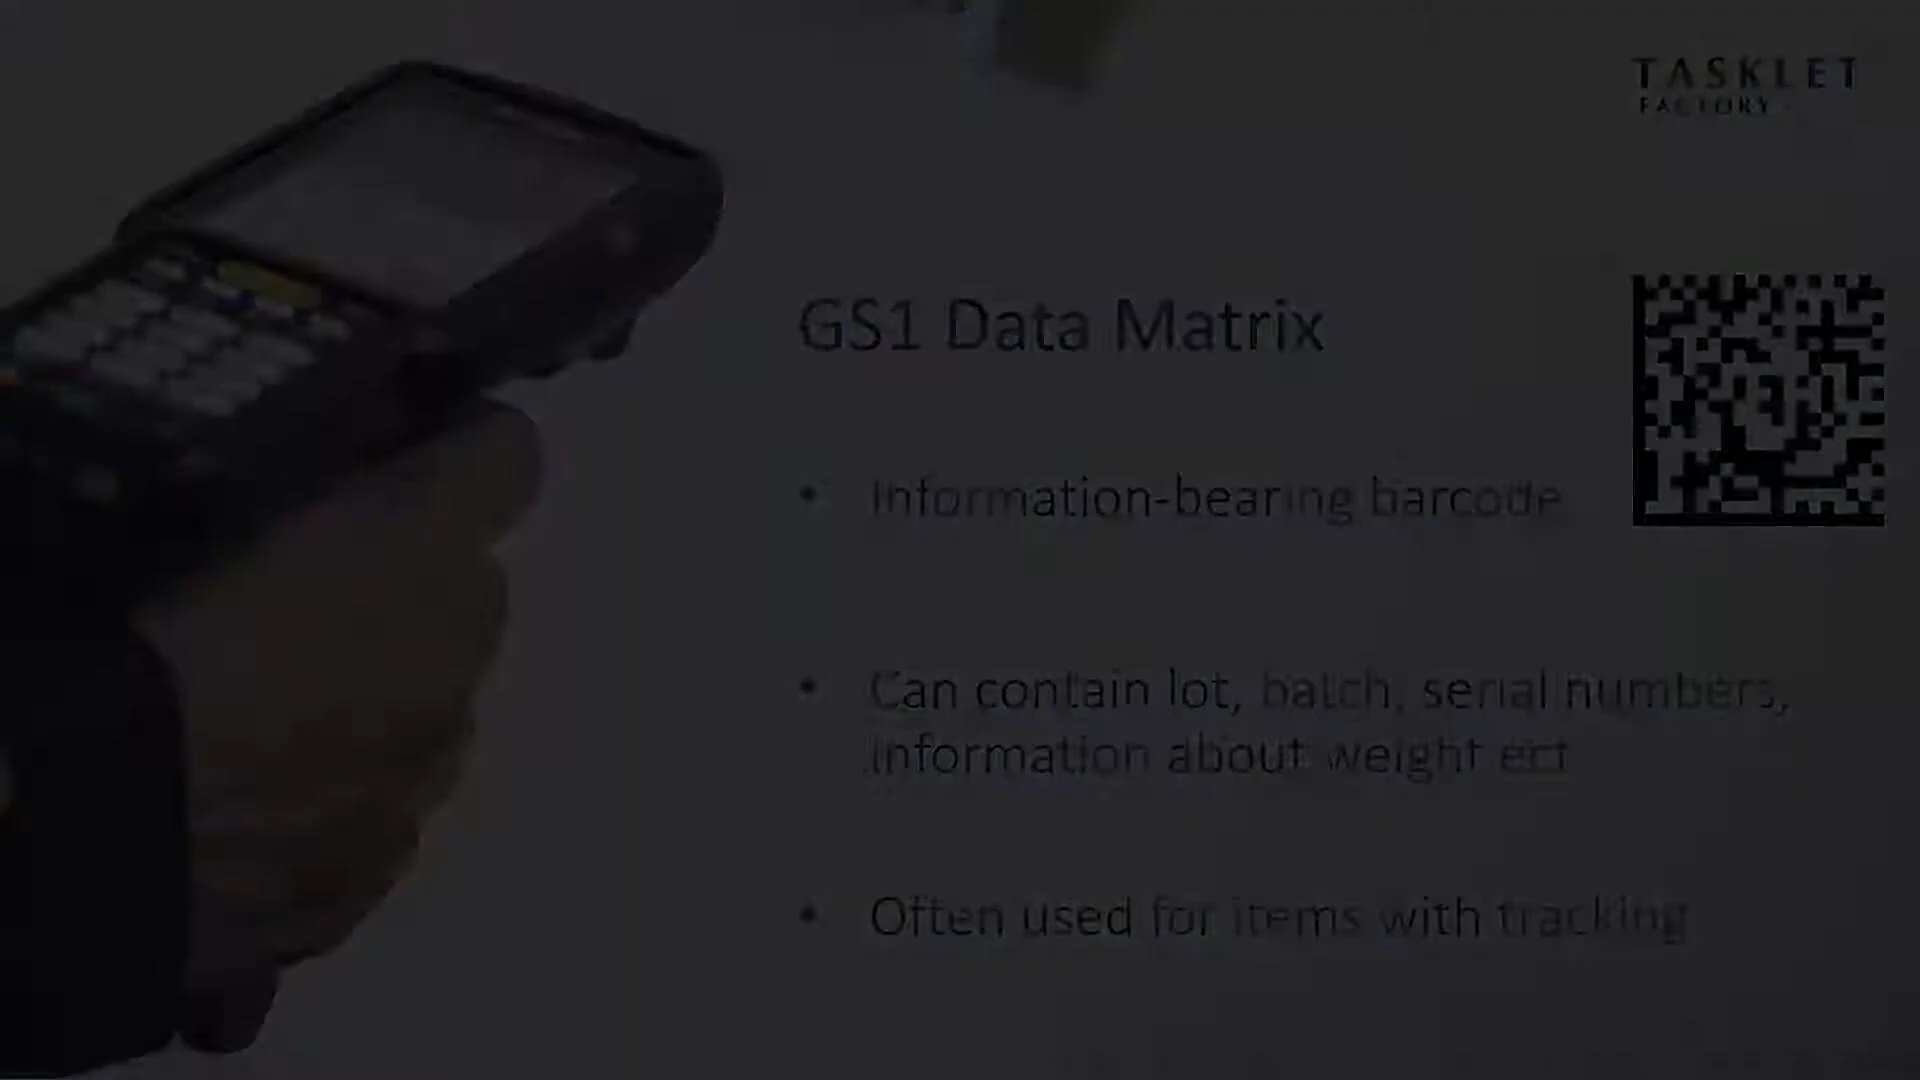 TASKLET
FACTORY
GS1 Data Matrix
• Information-bearing barcode
• Can contain lot, batch, serial numbers,
information about weight ect
• Often used for items with tracking